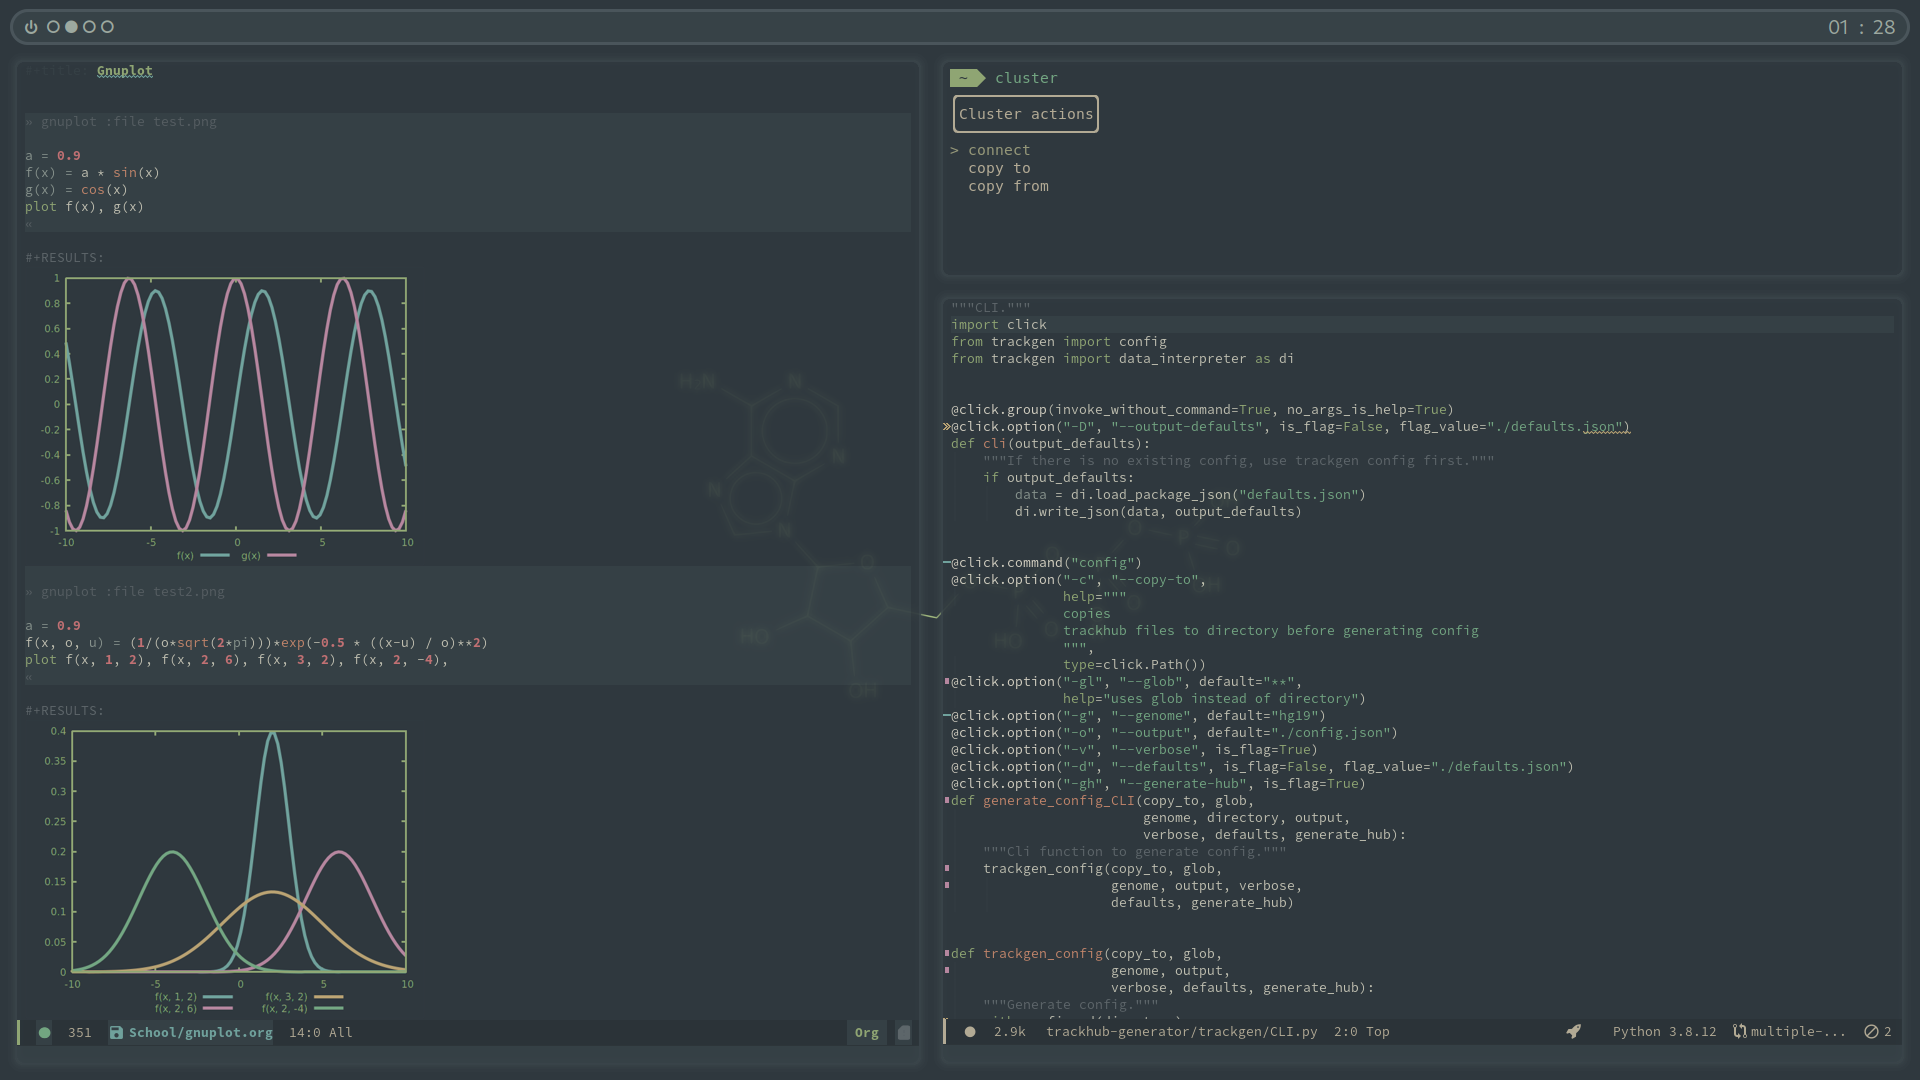 01 : 28
#+title: Gnuplot
» gnuplot :file test.png
a = 0.9
f(x) = a * sin(x)
g(x) = cos(x)
plot f(x), g(x)
«
#+RESULTS:
1
0.8
0.6
0.4
0.2
0
-0.2
-0.4
-0.6
-0.8
-1
-10 -5 0 5 10
f(x) g(x)
» gnuplot :file test2.png
a = 0.9
f(x, o, u) = (1/(o*sqrt(2*pi)))*exp(-0.5 * ((x-u) / o)**2)
plot f(x, 1, 2), f(x, 2, 6), f(x, 3, 2), f(x, 2, -4),
«
#+RESULTS:
0.4
0.35
0.3
0.25
0.2
0.15
0.1
0.05
0
-10 -5 0 5 10
f(x, 1, 2) f(x, 3, 2)
f(x, 2, 6) f(x, 2, -4)
351 School/gnuplot.org 14:0 All Org
H₂N N
N
N
N
O
HO
OH
O P O
O
OH
O
O
HO
~ cluster
Cluster actions
> connect
copy to
copy from
"""CLI."""
import click
from trackgen import config
from trackgen import data_interpreter as di
@click.group(invoke_without_command=True, no_args_is_help=True)
»@click.option("-D", "--output-defaults", is_flag=False, flag_value="./defaults.json")
def cli(output_defaults):
"""If there is no existing config, use trackgen config first."""
if output_defaults:
data = di.load_package_json("defaults.json")
di.write_json(data, output_defaults)
@click.command("config")
@click.option("-c", "--copy-to",
help="""
copies
trackhub files to directory before generating config
""",
type=click.Path())
@click.option("-gl", "--glob", default="**",
help="uses glob instead of directory")
@click.option("-g", "--genome", default="hg19")
@click.option("-o", "--output", default="./config.json")
@click.option("-v", "--verbose", is_flag=True)
@click.option("-d", "--defaults", is_flag=False, flag_value="./defaults.json")
@click.option("-gh", "--generate-hub", is_flag=True)
def generate_config_CLI(copy_to, glob,
genome, directory, output,
verbose, defaults, generate_hub):
"""Cli function to generate config."""
trackgen_config(copy_to, glob,
genome, output, verbose,
defaults, generate_hub)
def trackgen_config(copy_to, glob,
genome, output,
verbose, defaults, generate_hub):
"""Generate config."""
2.9k trackhub-generator/trackgen/CLI.py 2:0 Top Python 3.8.12 multiple-... 2